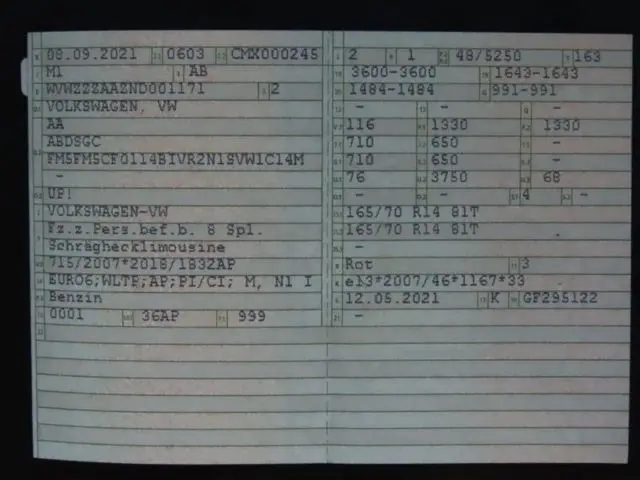 08.09.2021 0603 CMX000245
M1 AB
WVWZZZAAZND001171 2
VOLKSWAGEN, VW
AA
ABDSGC
FM5FM5CF0114BIVR2N1SVW1C14M
-
UP!
VOLKSWAGEN-VW
Fz.z.Pers.bef.b. 8 Spl.
Schräghecklimousine
715/2007*2018/1832AP
EURO6;WLTP;AP;PI/CI; M, N1 I
Benzin
0001 36AP 999
2 1 48/5250 163
3600-3600 1643-1643
1484-1484 991-991
- - -
116 1330 1330
710 650 -
710 650 -
76 3750 68
- - 4 -
165/70 R14 81T
165/70 R14 81T
-
Rot 3
e13*2007/46*1167*33
12.05.2021 K GF295122
-